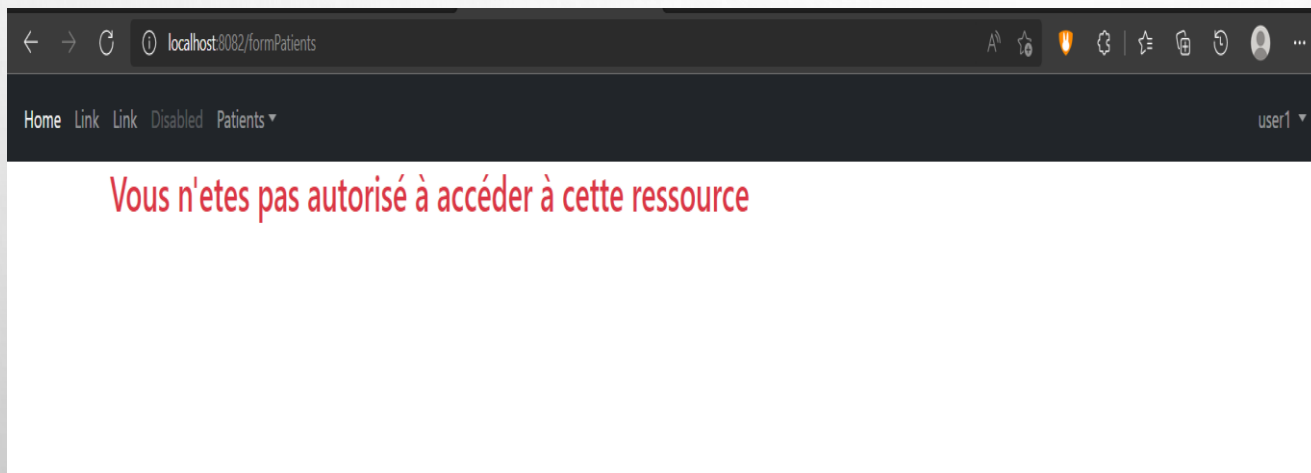 localhost:8082/formPatients
Home Link Link Disabled Patients user1
Vous n'etes pas autorisé à accéder à cette ressource